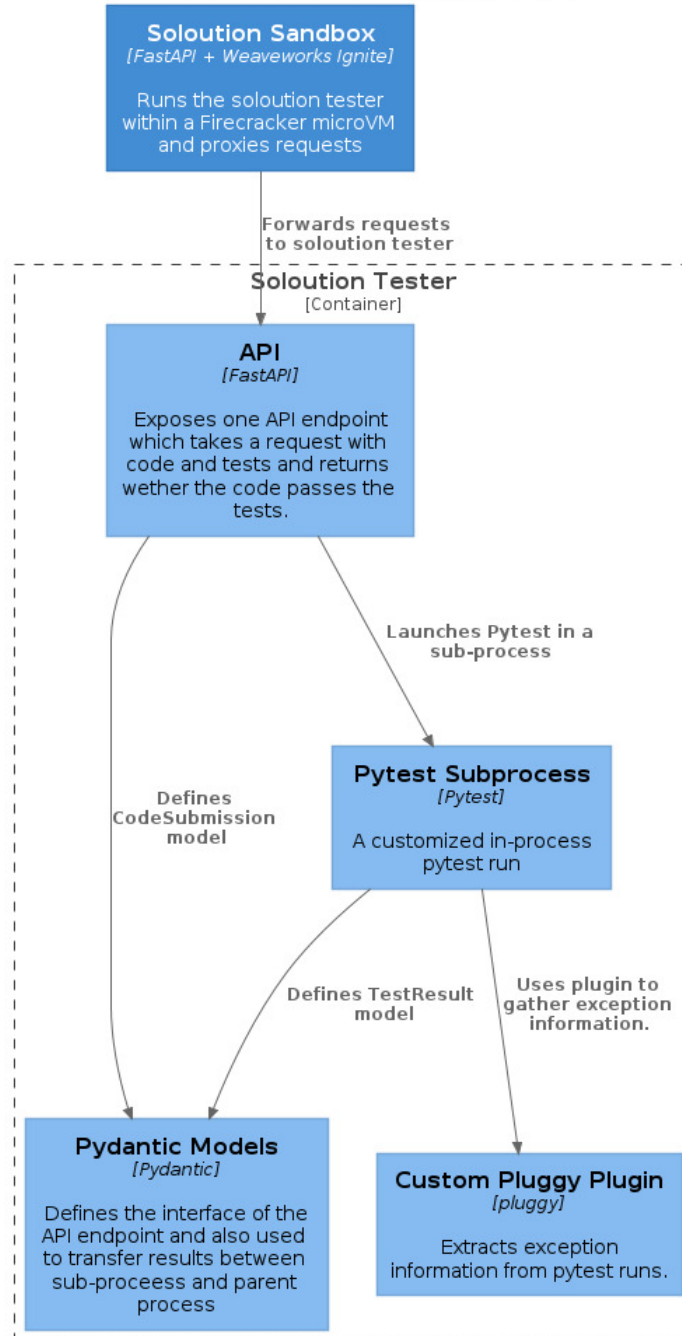 Soloution Sandbox
[FastAPI + Weaveworks Ignite]
Runs the soloution tester
within a Firecracker microVM
and proxies requests
Forwards requests
to soloution tester
Soloution Tester
[Container]
API
[FastAPI]
Exposes one API endpoint
which takes a request with
code and tests and returns
wether the code passes the
tests.
Launches Pytest in a
sub-process
Defines
CodeSubmission
model
Pytest Subprocess
[Pytest]
A customized in-process
pytest run
Defines TestResult
model
Uses plugin to
gather exception
information.
Pydantic Models
[Pydantic]
Defines the interface of the
API endpoint and also used
to transfer results between
sub-proceess and parent
process
Custom Pluggy Plugin
[pluggy]
Extracts exception
information from pytest runs.